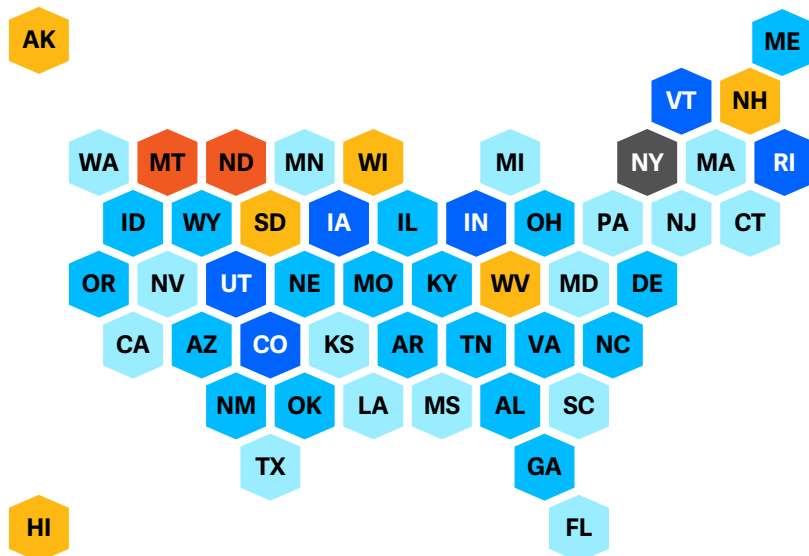 AK ME
VT NH
WA MT ND MN WI MI NY MA RI
ID WY SD IA IL IN OH PA NJ CT
OR NV UT NE MO KY WV MD DE
CA AZ CO KS AR TN VA NC
NM OK LA MS AL SC
TX GA
HI FL